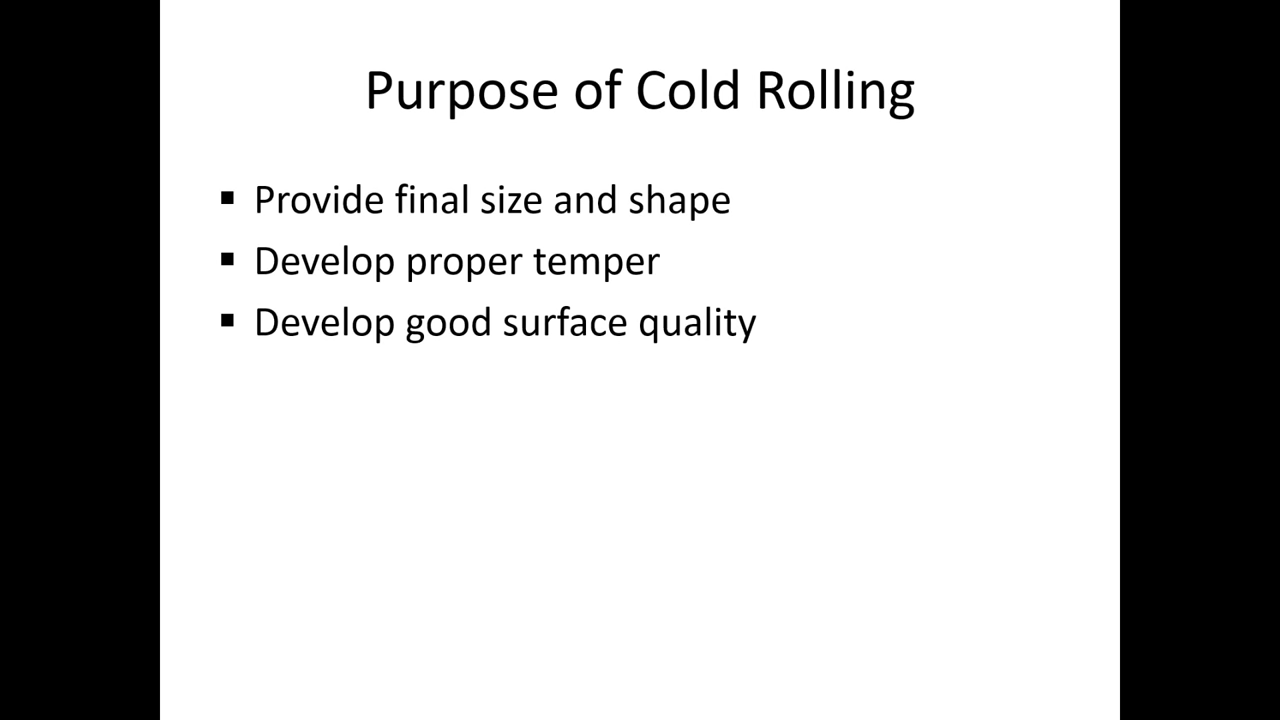 Purpose of Cold Rolling
▪ Provide final size and shape
▪ Develop proper temper
▪ Develop good surface quality